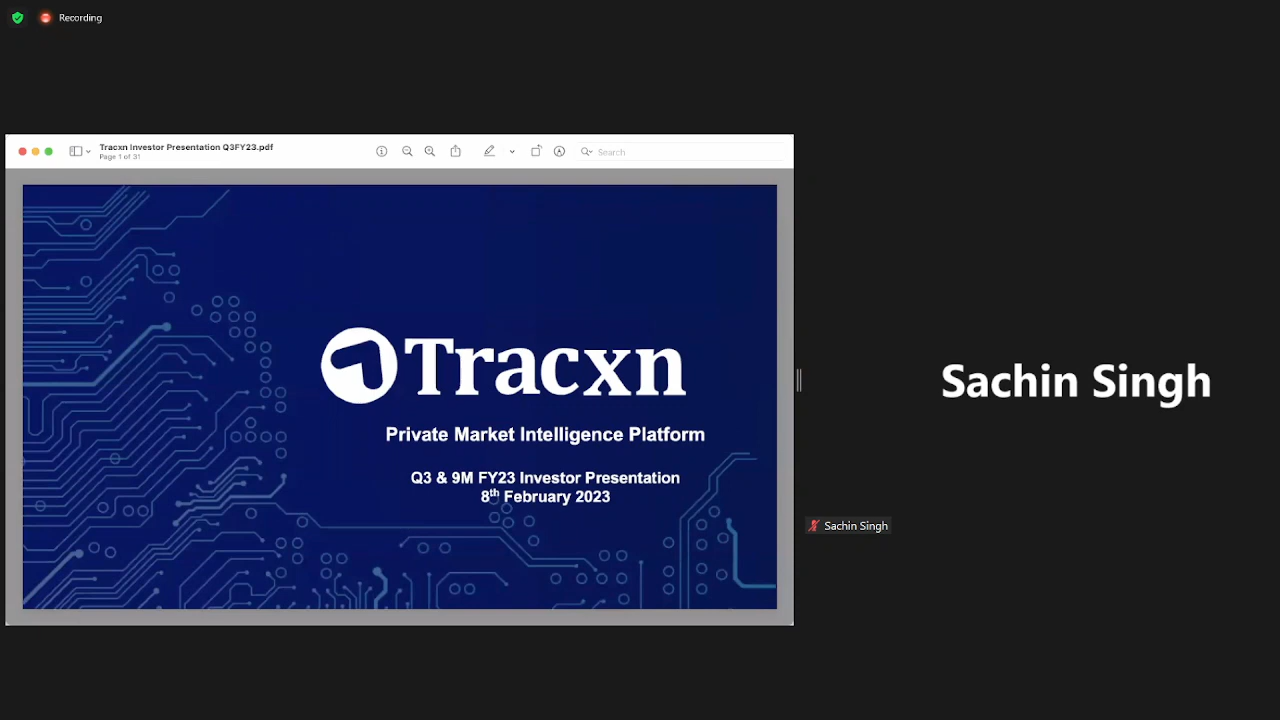 Recording
Tracxn Investor Presentation Q3FY23.pdf
Page 1 of 31
Search
Tracxn
Private Market Intelligence Platform
Q3 & 9M FY23 Investor Presentation
8th February 2023
Sachin Singh
Sachin Singh